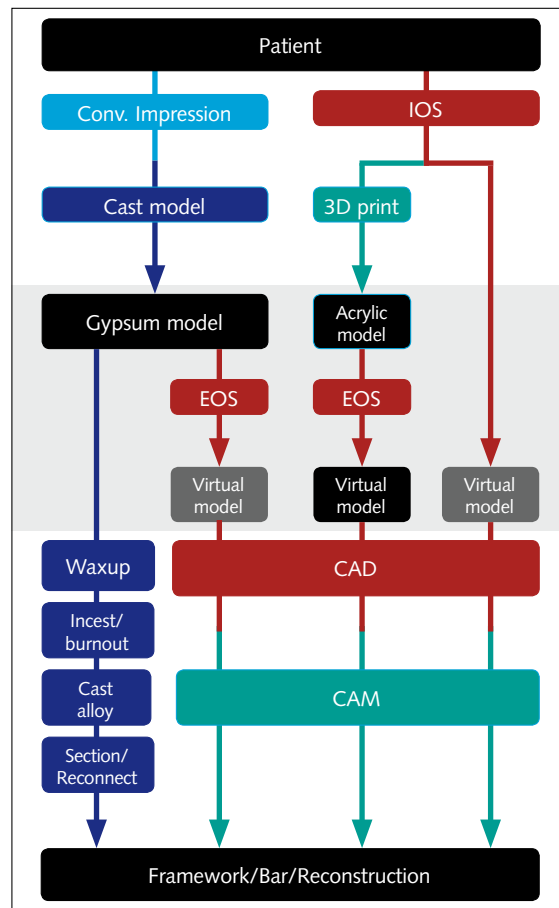 Patient
Conv. Impression
IOS
Cast model
3D print
Gypsum model
Acrylic
model
EOS
EOS
Virtual
model
Virtual
model
Virtual
model
Waxup
CAD
Incest/
burnout
Cast
alloy
CAM
Section/
Reconnect
Framework/Bar/Reconstruction